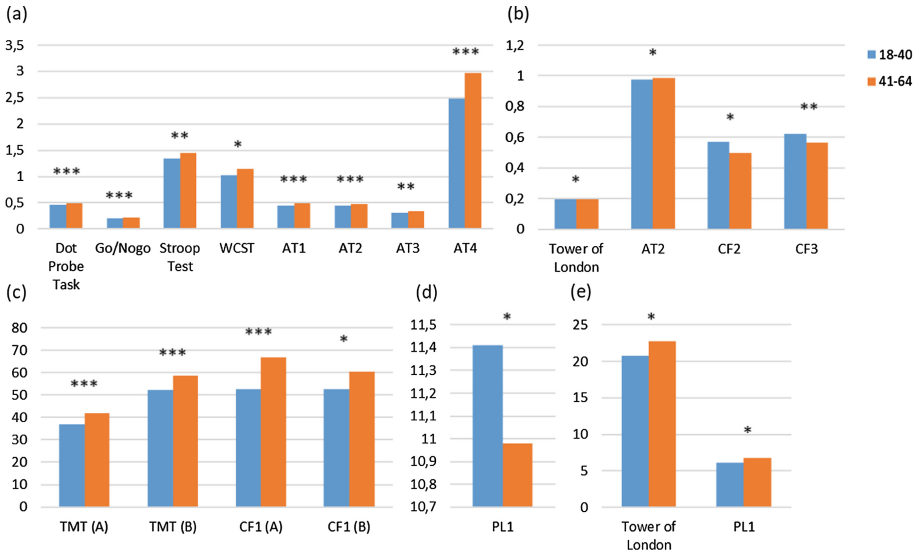 (a)
3,5
3
2,5
2
1,5
1
0,5
0
***
***
**
*
***
***
**
***
Dot Probe Task
Go/Nogo
Stroop Test
WCST
AT1
AT2
AT3
AT4
(b)
1,2
1
0,8
0,6
0,4
0,2
0
*
*
*
**
Tower of London
AT2
CF2
CF3
18-40
41-64
(c)
80
70
60
50
40
30
20
10
0
***
***
***
*
TMT (A)
TMT (B)
CF1 (A)
CF1 (B)
(d)
11,5
11,4
11,3
11,2
11,1
11
10,9
10,8
10,7
*
PL1
(e)
25
20
15
10
5
0
*
*
Tower of London
PL1